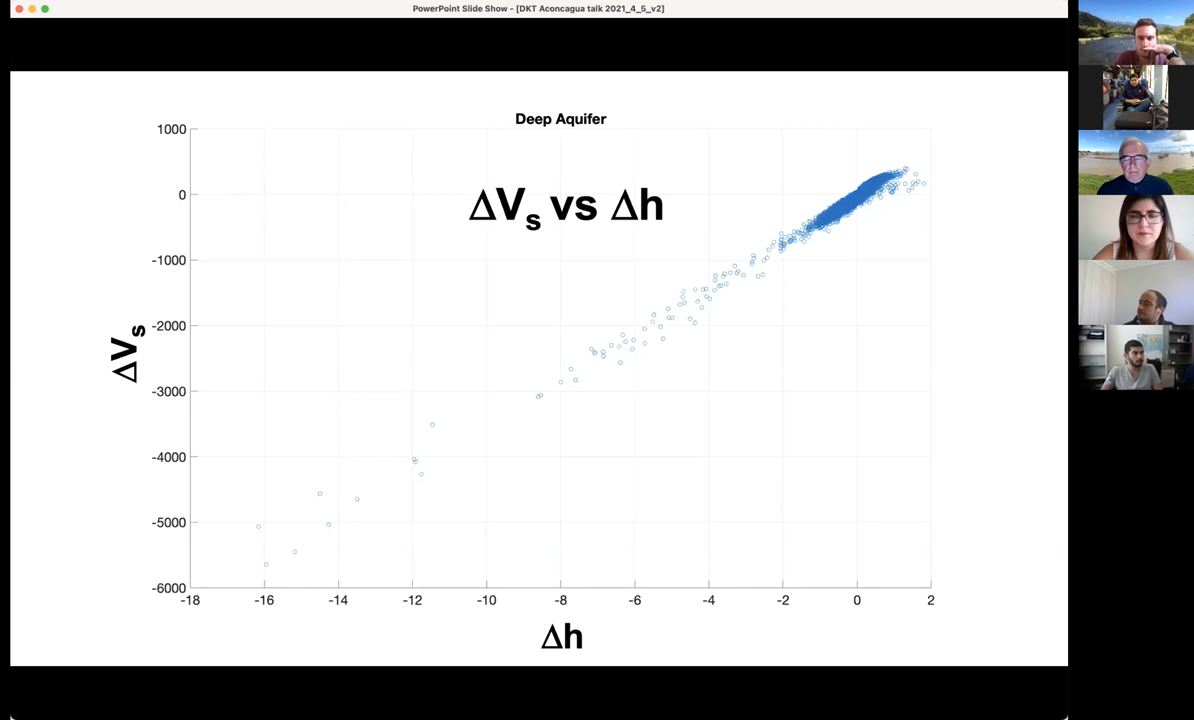 PowerPoint Slide Show - [DKT Aconcagua talk 2021_4_5_v2]
Deep Aquifer
ΔVs vs Δh
1000
0
-1000
-2000
-3000
-4000
-5000
-6000
ΔVs
-18 -16 -14 -12 -10 -8 -6 -4 -2 0 2
Δh